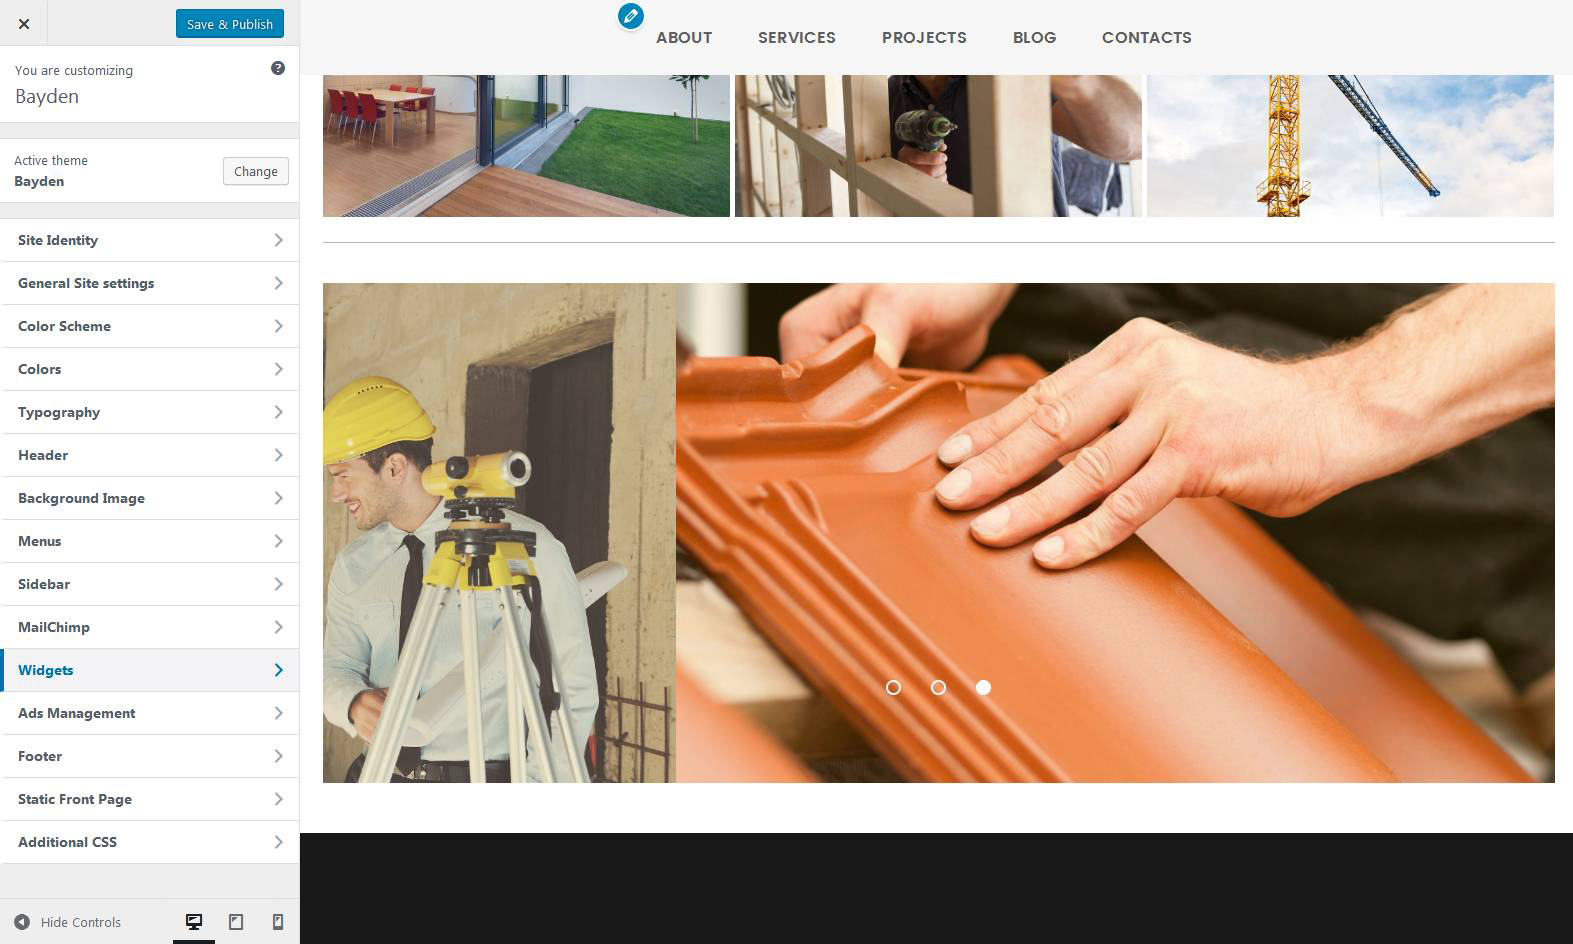 Save & Publish
You are customizing
Bayden
Active theme
Bayden
Change
Site Identity
General Site settings
Color Scheme
Colors
Typography
Header
Background Image
Menus
Sidebar
MailChimp
Widgets
Ads Management
Footer
Static Front Page
Additional CSS
Hide Controls
ABOUT SERVICES PROJECTS BLOG CONTACTS